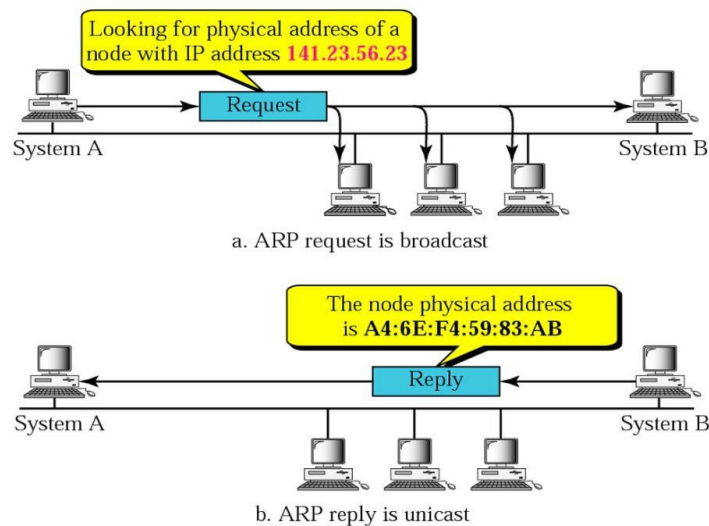 Looking for physical address of a
node with IP address 141.23.56.23
Request
System A
System B
a. ARP request is broadcast
The node physical address
is A4:6E:F4:59:83:AB
Reply
System A
System B
b. ARP reply is unicast